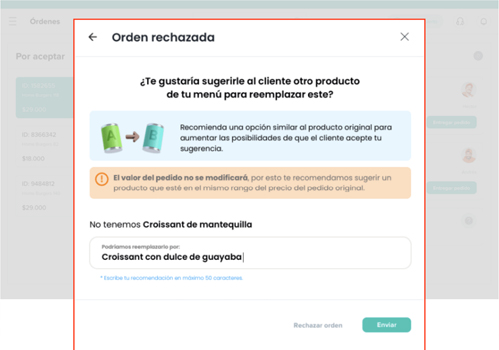 Órdenes
Orden rechazada
Por aceptar
¿Te gustaría sugerirle al cliente otro producto
de tu menú para reemplazar este?
A B
Recomienda una opción similar al producto original para
aumentar las posibilidades de que el cliente acepte tu
sugerencia.
El valor del pedido no se modificará, por esto te recomendamos sugerir un
producto que esté en el mismo rango del precio del pedido original.
$10.000
$29.000
No tenemos Croissant de mantequilla
Podríamos reemplazarlo por:
Croissant con dulce de guayaba
* Escribe tu recomendación en máximo 50 caracteres.
Rechazar orden
Enviar